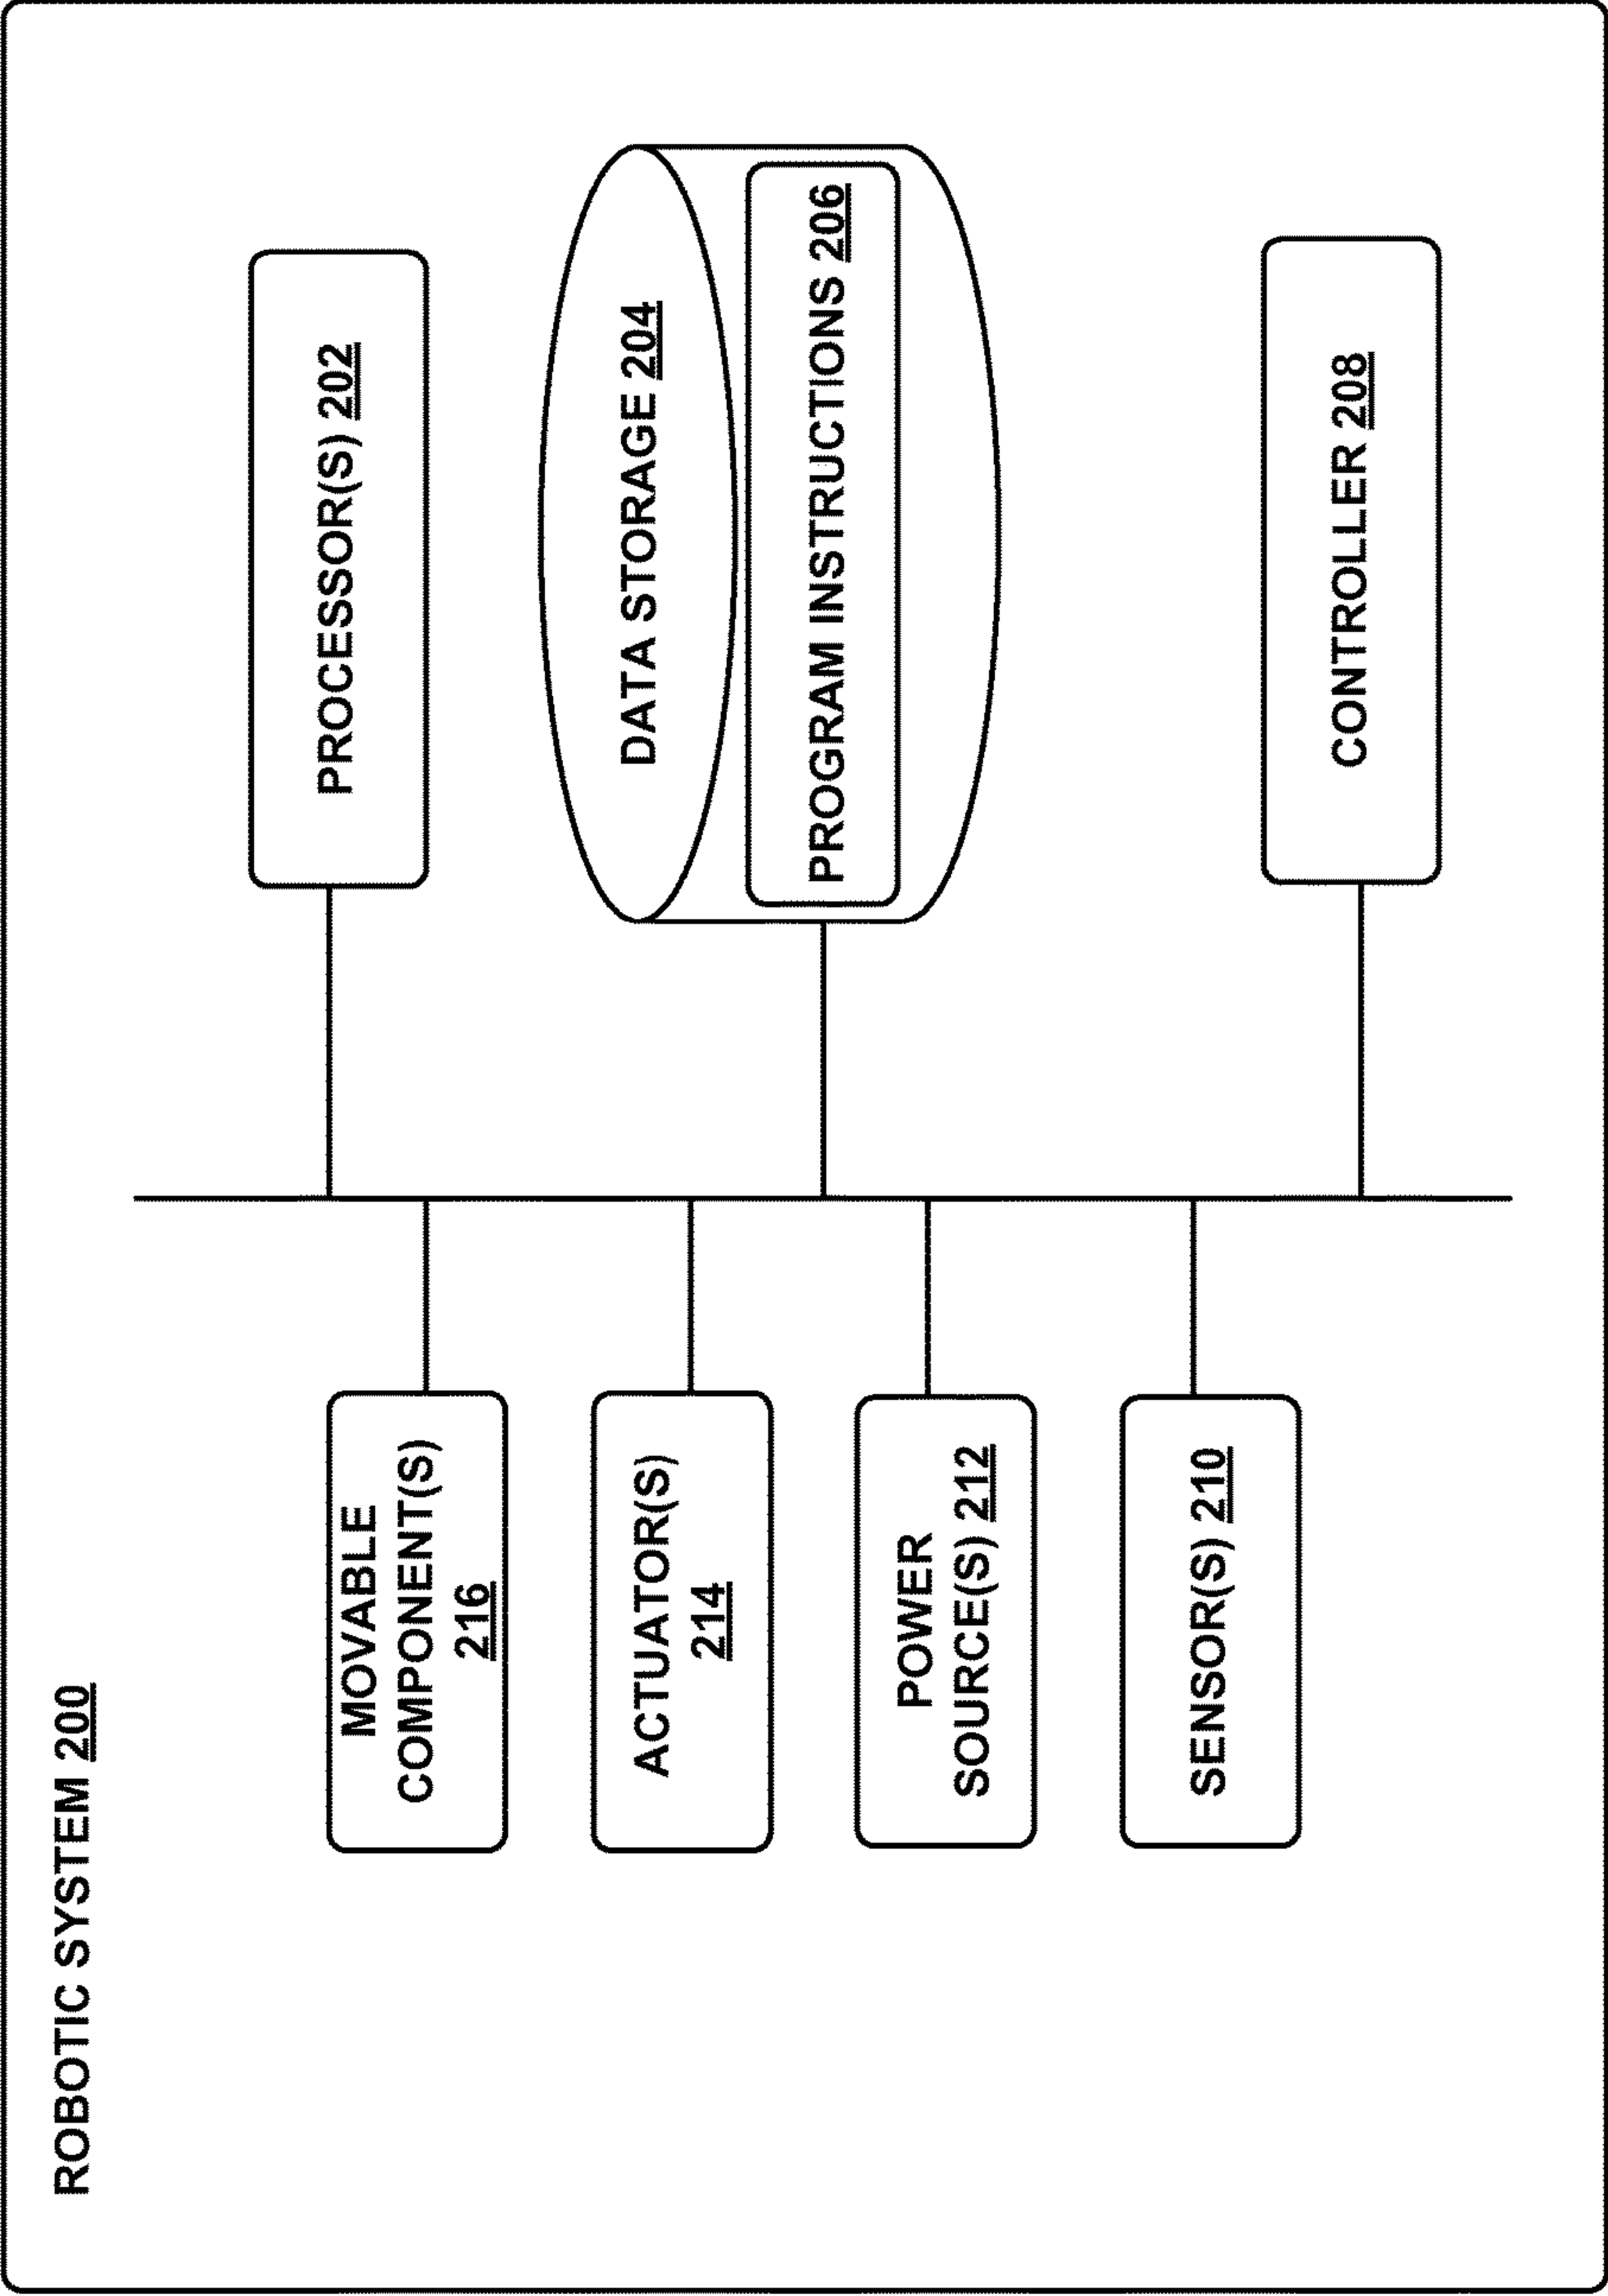 ROBOTIC SYSTEM 200
MOVABLE
COMPONENT(S)
216
ACTUATOR(S)
214
POWER
SOURCE(S) 212
SENSOR(S) 210
PROCESSOR(S) 202
DATA STORAGE 204
PROGRAM INSTRUCTIONS 206
CONTROLLER 208